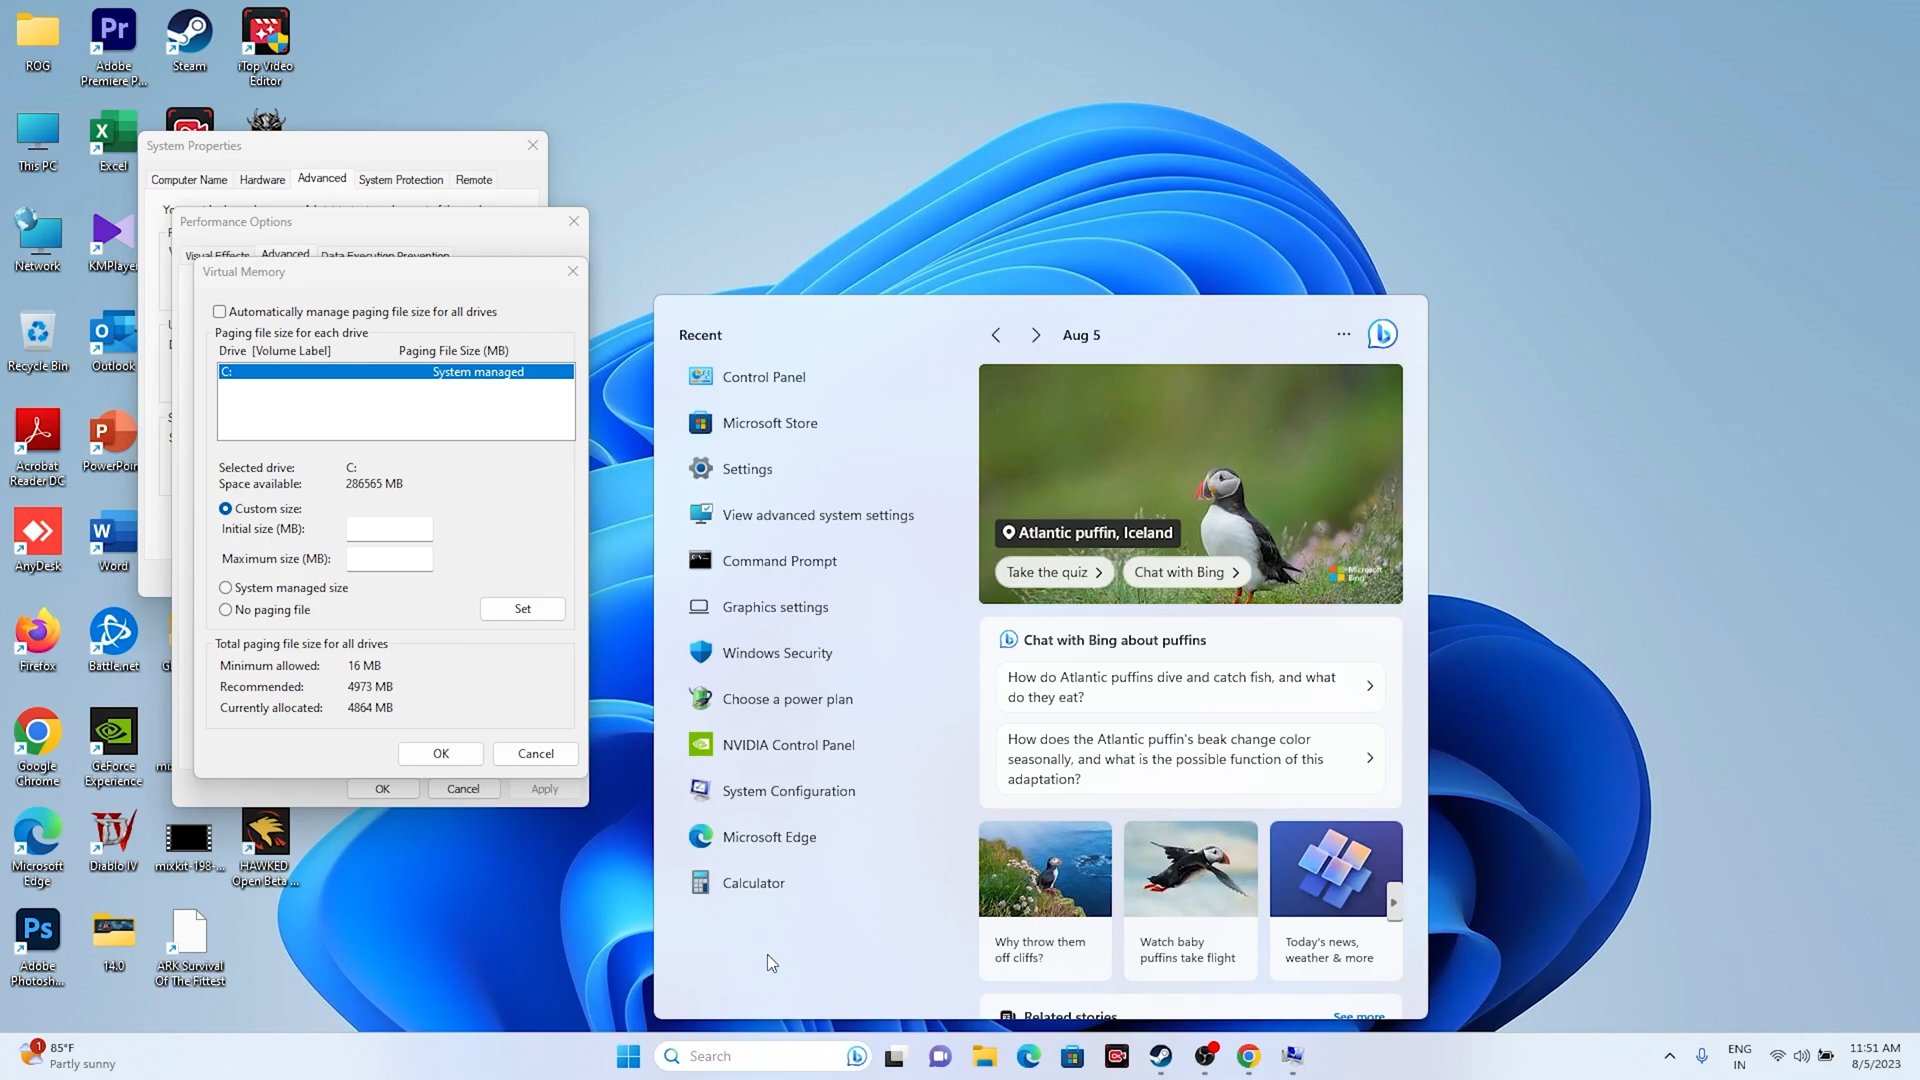 ROG
Adobe
Premiere P...
Steam
iTop Video
Editor
This PC
Excel
Network
KMPlayer
Recycle Bin
Outlook
Acrobat
Reader DC
PowerPoin
AnyDesk
Word
Firefox
Battle.net
Google
Chrome
GeForce
Experience
Microsoft
Edge
Diablo IV
mixkit-198-...
HAWKED
Open Beta ...
Adobe
Photosh...
14.0
ARK Survival
Of The Fittest
System Properties
Computer Name
Hardware
Advanced
System Protection
Remote
Performance Options
Visual Effects
Advanced
Data Execution Prevention
Virtual Memory
Automatically manage paging file size for all drives
Paging file size for each drive
Drive [Volume Label]
Paging File Size (MB)
C:
System managed
Selected drive:
C:
Space available:
286565 MB
Custom size:
Initial size (MB):
Maximum size (MB):
System managed size
No paging file
Set
Total paging file size for all drives
Minimum allowed:
16 MB
Recommended:
4973 MB
Currently allocated:
4864 MB
OK
Cancel
OK
Cancel
Apply
Recent
Control Panel
Microsoft Store
Settings
View advanced system settings
Command Prompt
Graphics settings
Windows Security
Choose a power plan
NVIDIA Control Panel
System Configuration
Microsoft Edge
Calculator
Aug 5
Atlantic puffin, Iceland
Take the quiz
Chat with Bing
Microsoft
Bing
Chat with Bing about puffins
How do Atlantic puffins dive and catch fish, and what
do they eat?
How does the Atlantic puffin's beak change color
seasonally, and what is the possible function of this
adaptation?
Why throw them
off cliffs?
Watch baby
puffins take flight
Today's news,
weather & more
Related stories
See more
1
85°F
Partly sunny
Search
ENG
IN
11:51 AM
8/5/2023